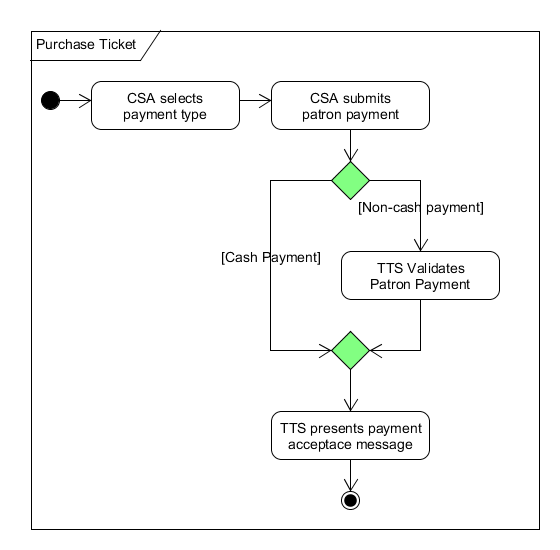 Purchase Ticket
CSA selects
payment type
CSA submits
patron payment
[Non-cash payment]
[Cash Payment]
TTS Validates
Patron Payment
TTS presents payment
acceptace message